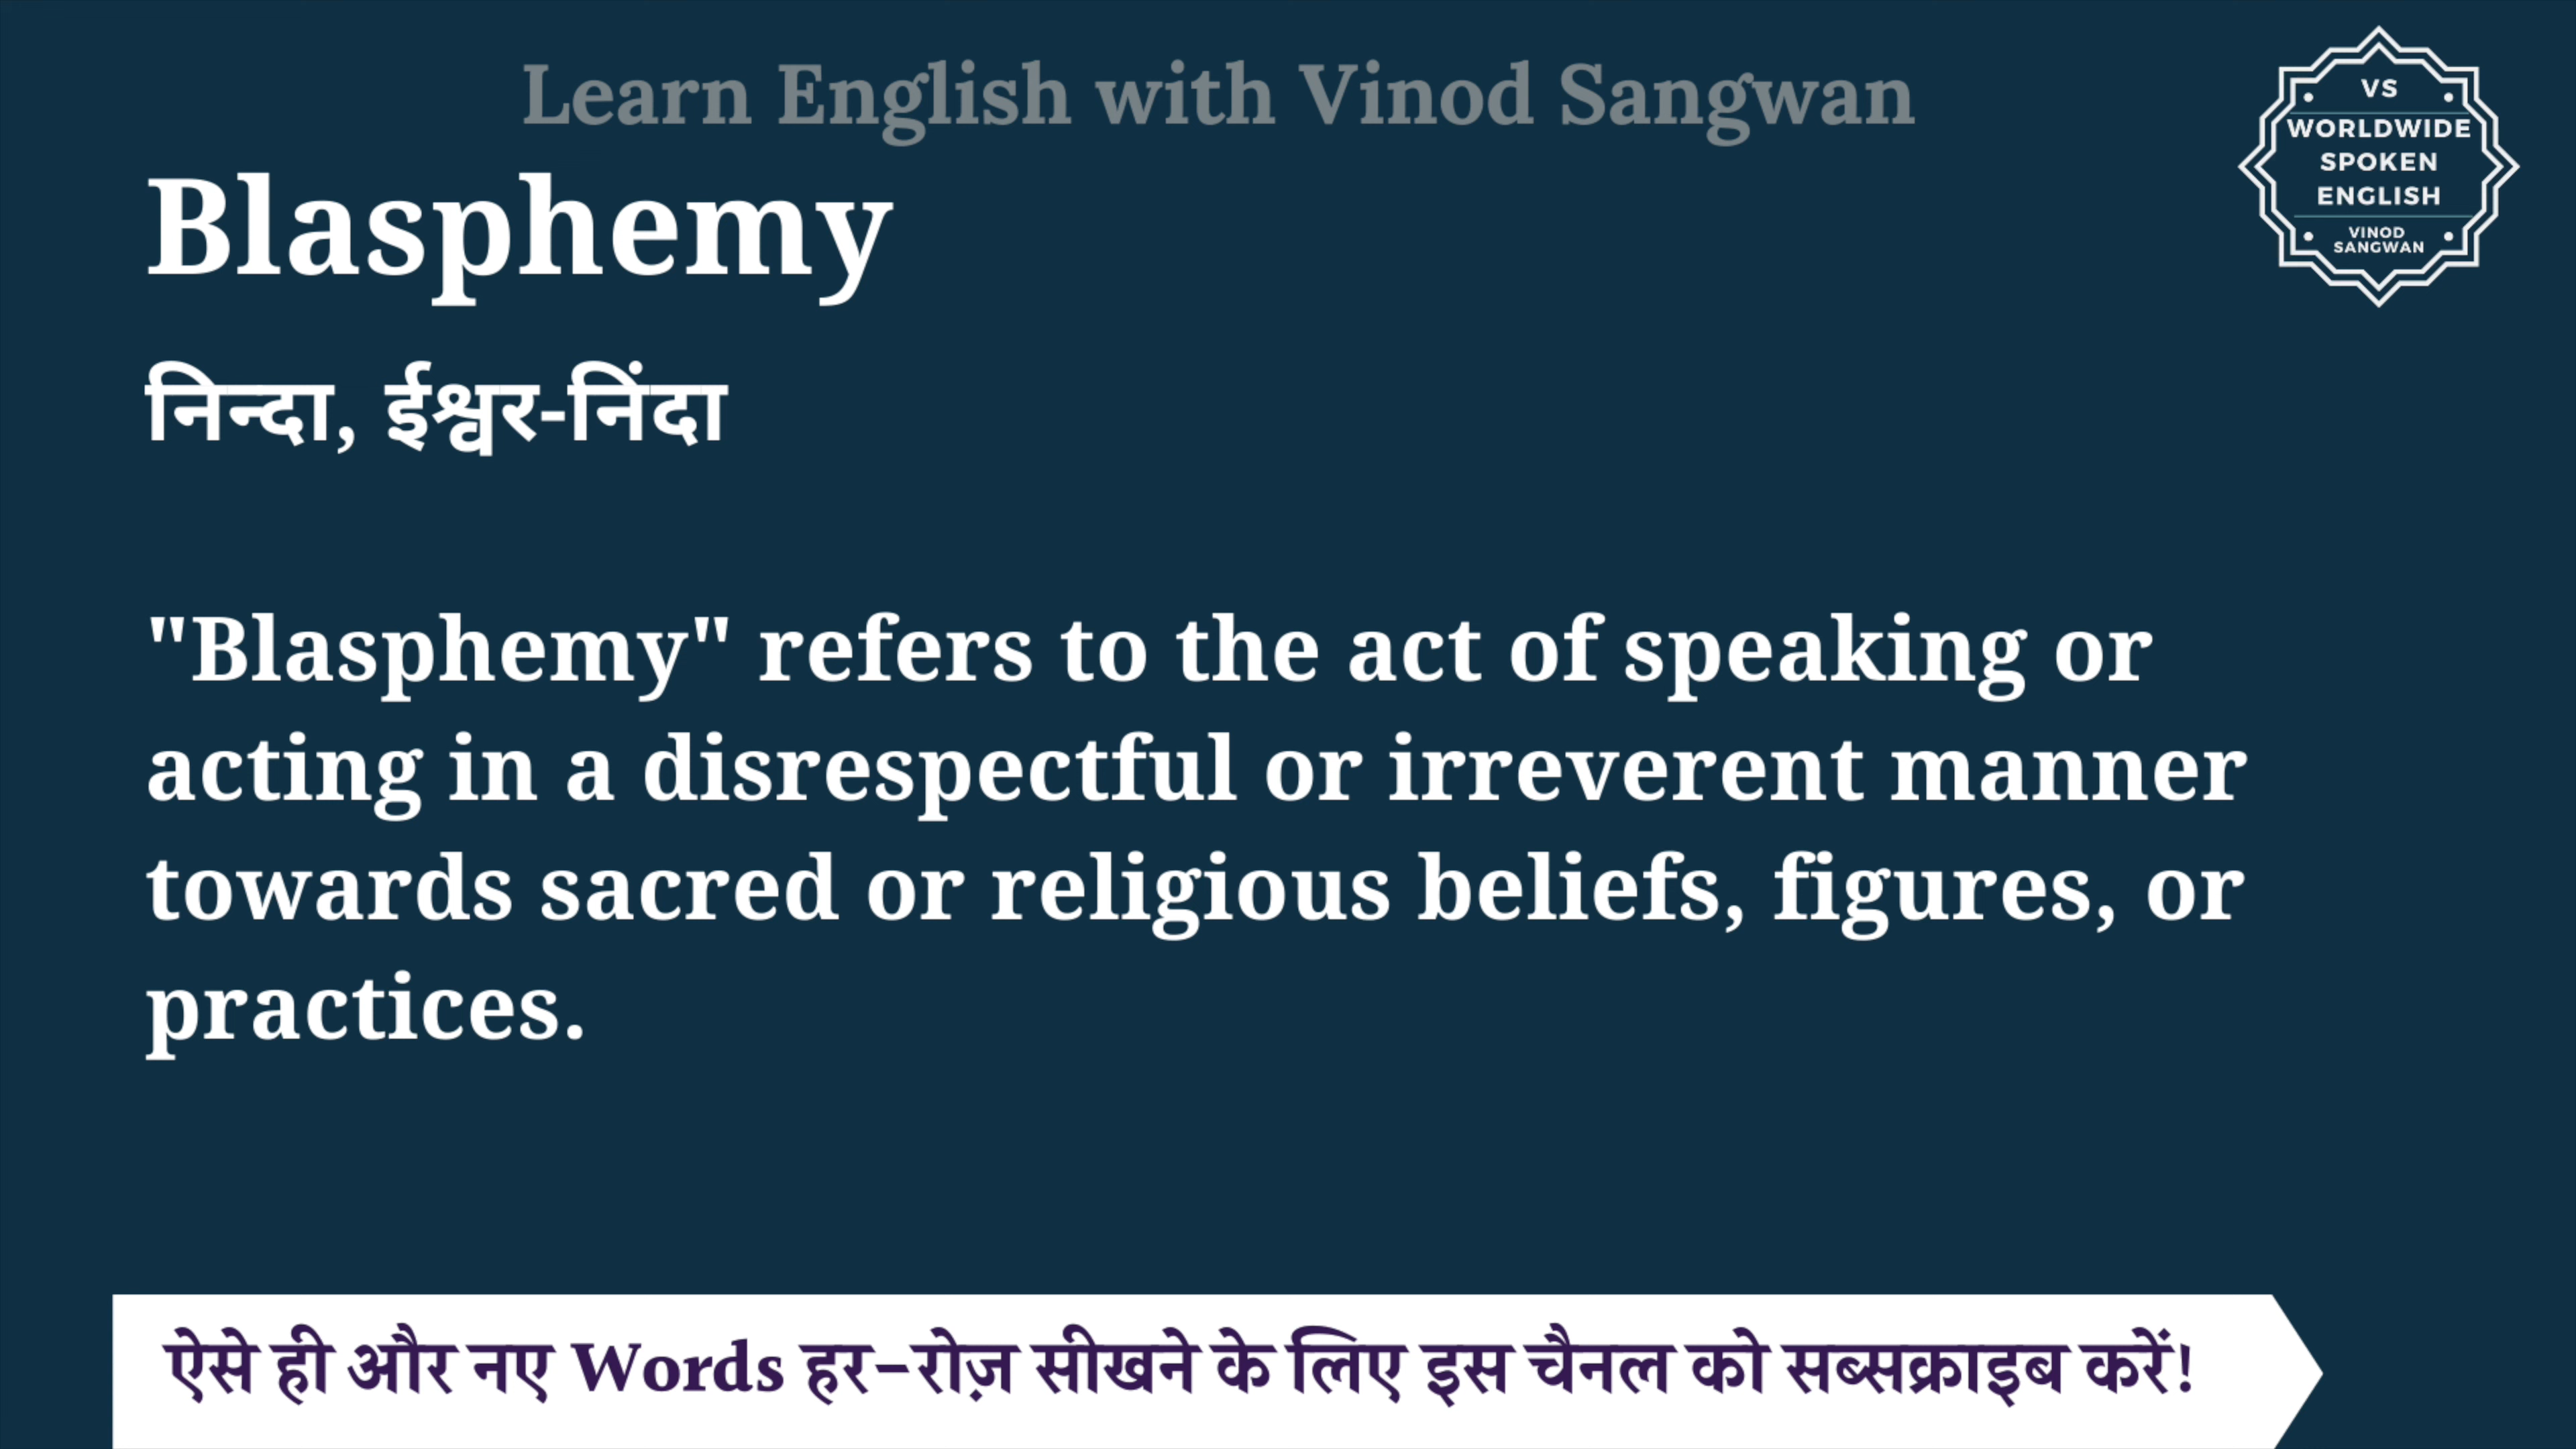 Learn English with Vinod Sangwan
VS
WORLDWIDE
SPOKEN
ENGLISH
VINOD
SANGWAN
Blasphemy
निन्दा, ईश्वर-निंदा
"Blasphemy" refers to the act of speaking or
acting in a disrespectful or irreverent manner
towards sacred or religious beliefs, figures, or
practices.
ऐसे ही और नए Words हर-रोज़ सीखने के लिए इस चैनल को सब्सक्राइब करें!